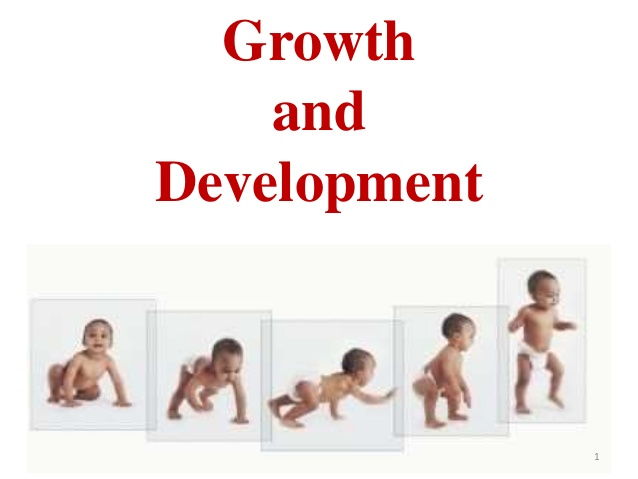 Growth
and
Development
1